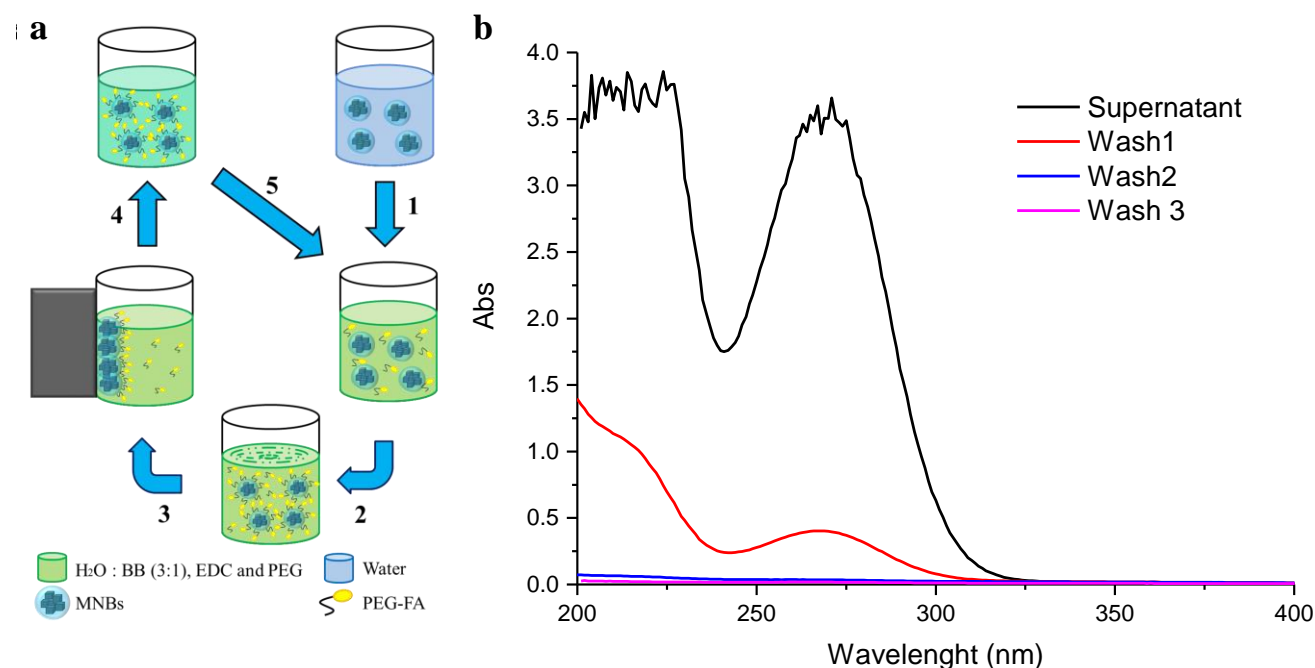 a
5
4
1
3
2
H2O : BB (3:1), EDC and PEG
Water
MNBs
PEG-FA
b
4.0
3.5
3.0
2.5
2.0
1.5
1.0
0.5
0.0
Abs
Supernatant
Wash1
Wash2
Wash 3
200 250 300 350 400
Wavelenght (nm)